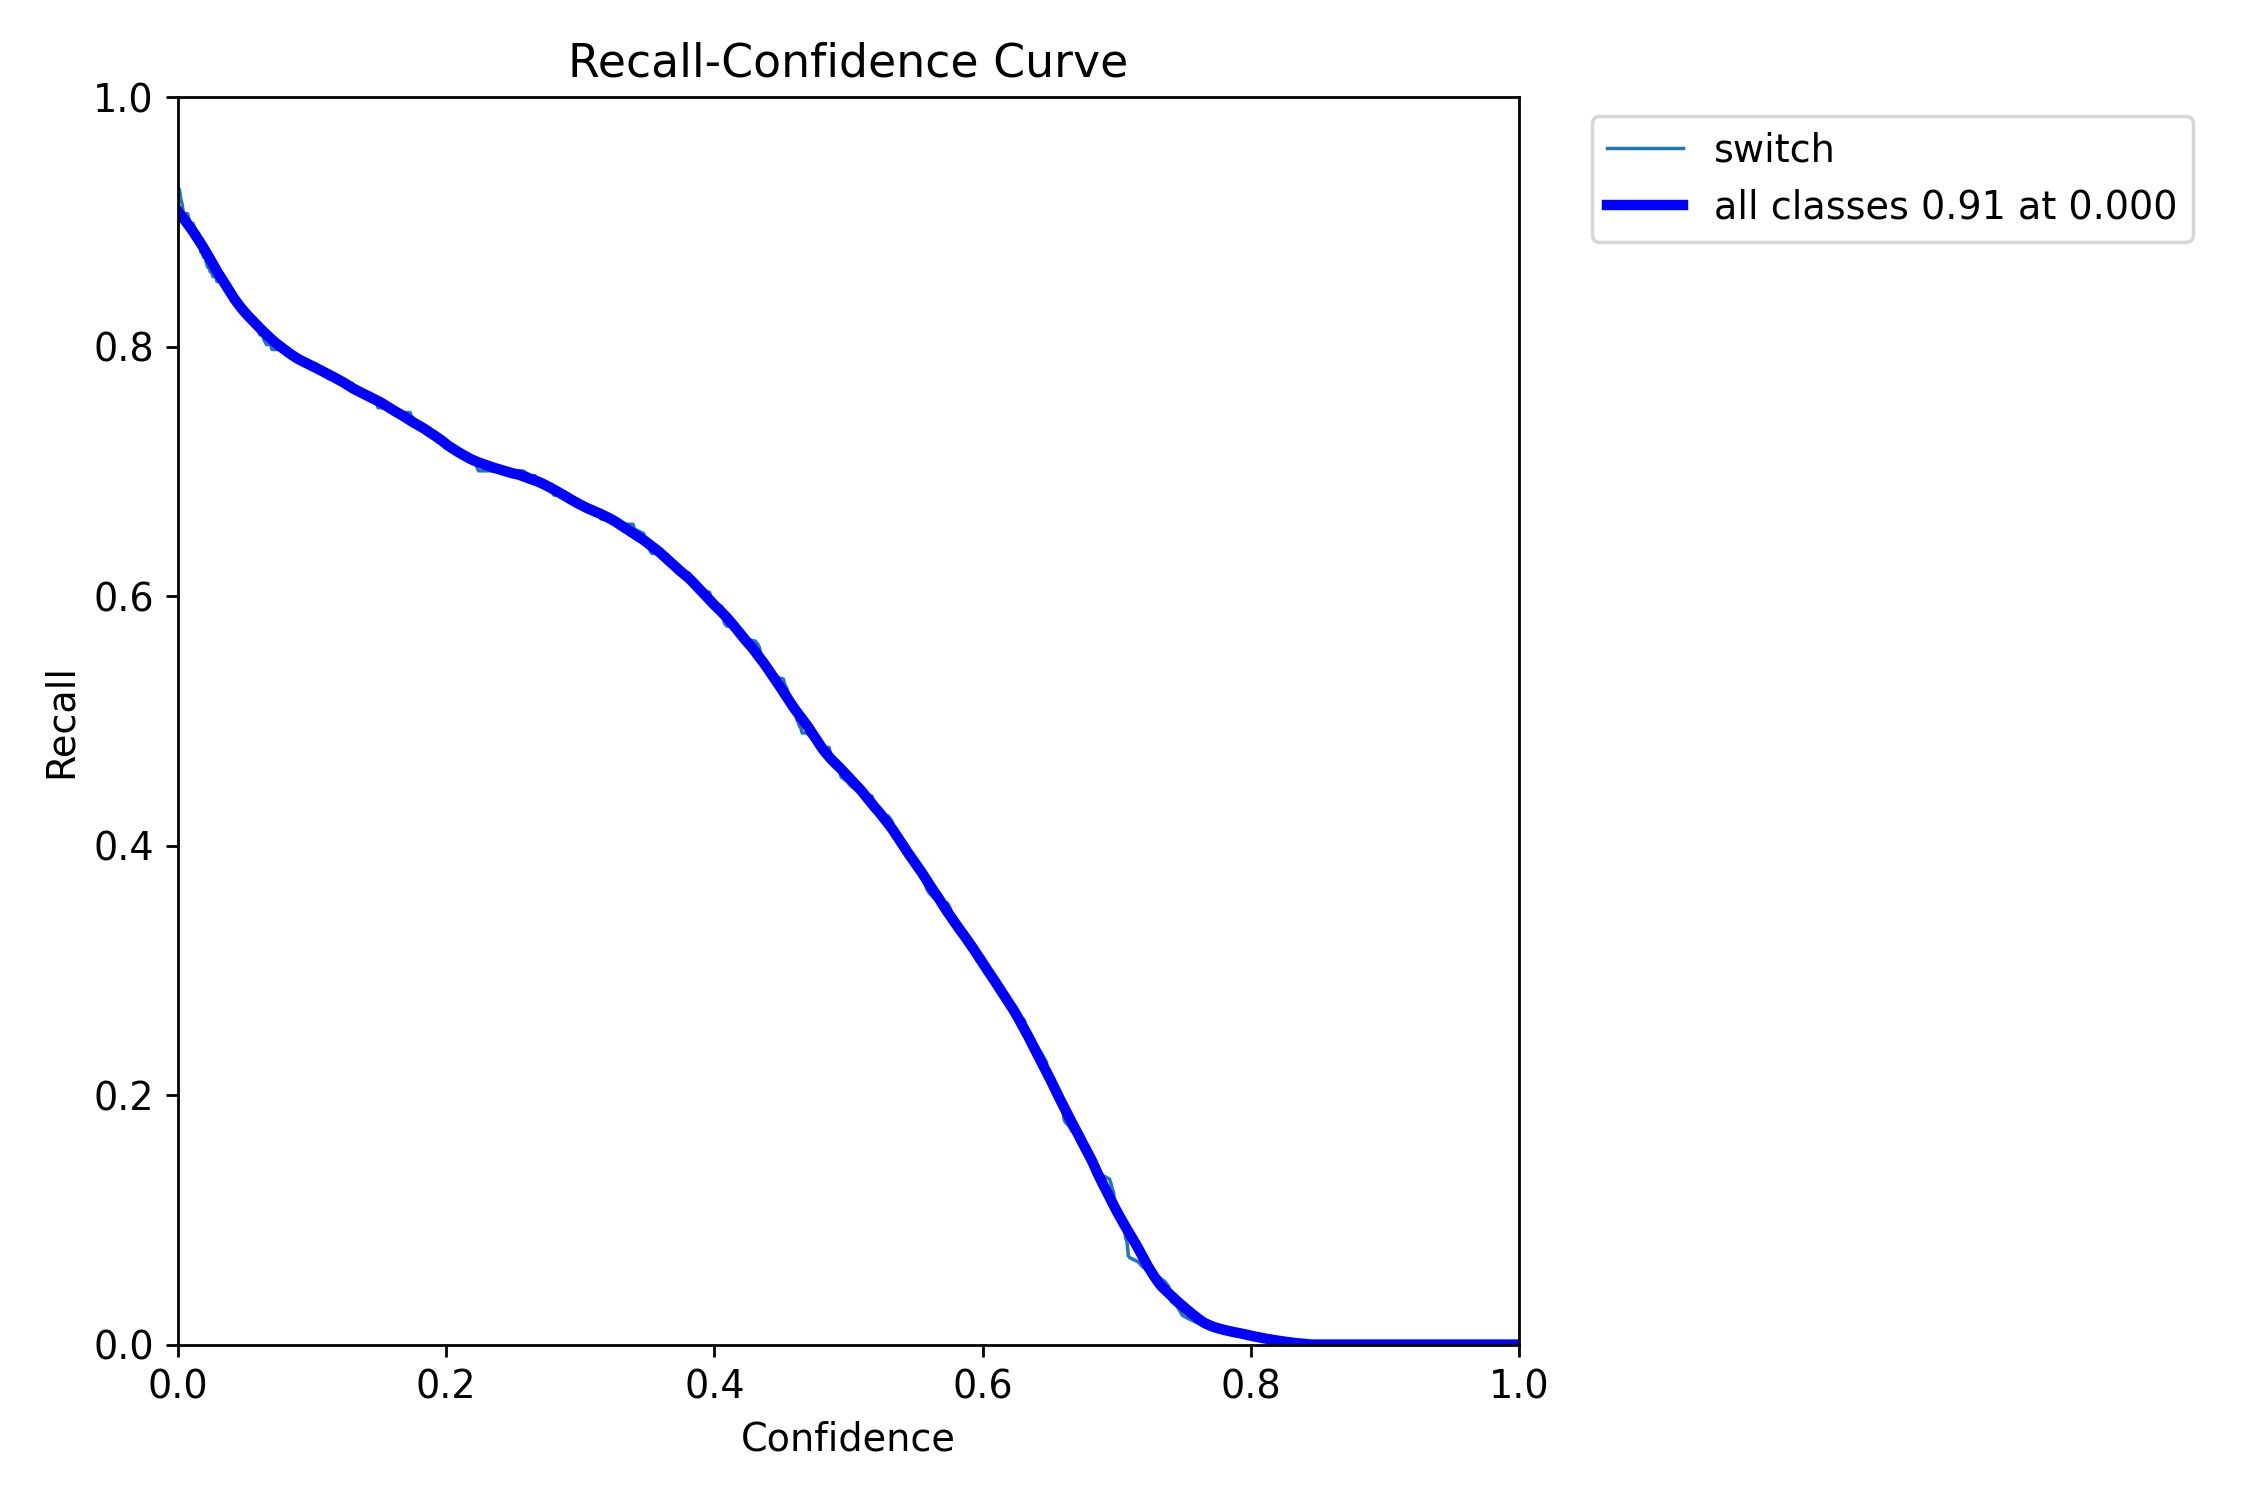 Recall-Confidence Curve
1.0
0.8
0.6
0.4
0.2
0.0
Recall
0.0 0.2 0.4 0.6 0.8 1.0
Confidence
switch
all classes 0.91 at 0.000